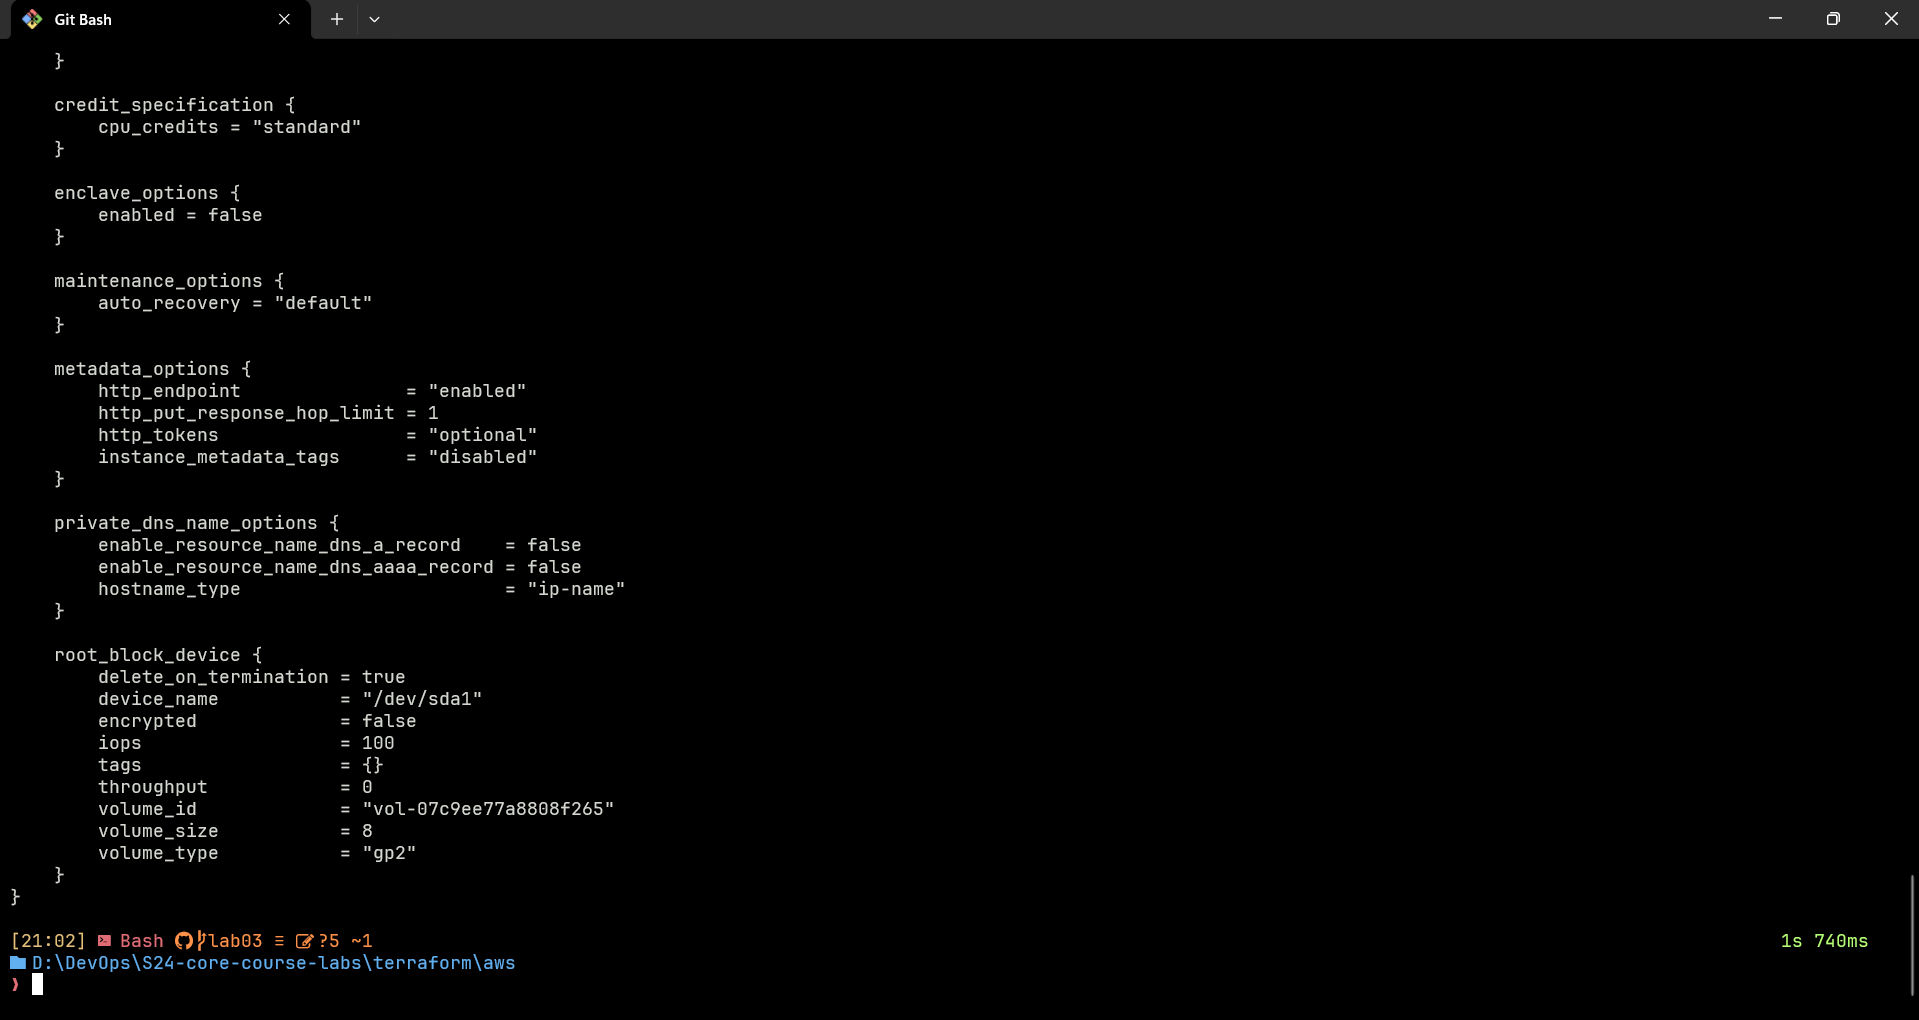 Git Bash
    }

    credit_specification {
        cpu_credits = "standard"
    }

    enclave_options {
        enabled = false
    }

    maintenance_options {
        auto_recovery = "default"
    }

    metadata_options {
        http_endpoint               = "enabled"
        http_put_response_hop_limit = 1
        http_tokens                 = "optional"
        instance_metadata_tags      = "disabled"
    }

    private_dns_name_options {
        enable_resource_name_dns_a_record    = false
        enable_resource_name_dns_aaaa_record = false
        hostname_type                        = "ip-name"
    }

    root_block_device {
        delete_on_termination = true
        device_name           = "/dev/sda1"
        encrypted             = false
        iops                  = 100
        tags                  = {}
        throughput            = 0
        volume_id             = "vol-07c9ee77a8808f265"
        volume_size           = 8
        volume_type           = "gp2"
    }
}

[21:02] Bash lab03 ≡ ?5 ~1 1s 740ms
D:\DevOps\S24-core-course-labs\terraform\aws
❯